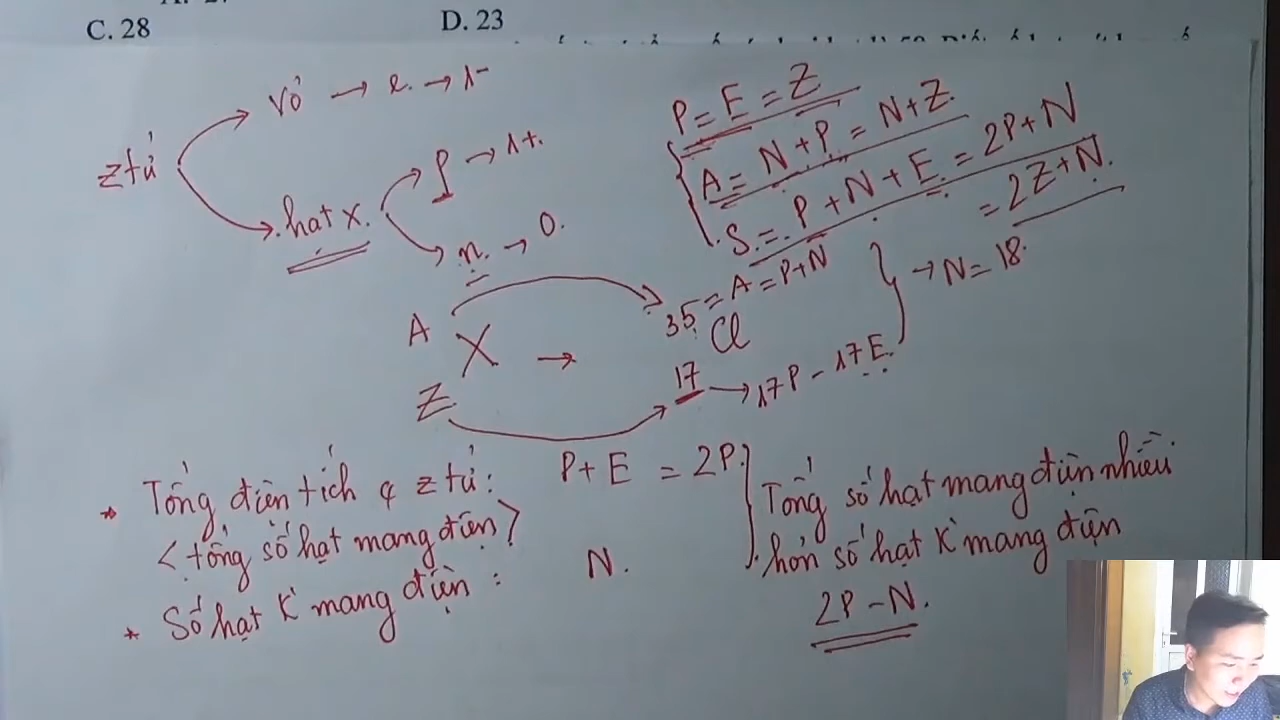 C. 28
D. 23
vỏ → e → 1-
ztử
hạt x.
p → 1+.
n → 0.
P = E = Z
A = N + P = N + Z.
S = P + N + E = 2P + N
= 2Z + N.
A
X →
Z
35 = A = P + N
Cl
17 → 17P - 17E.
→ N = 18.
* Tổng điện tích q ztử: P + E = 2P.
< tổng số hạt mang điện >
* Số hạt K mang điện : N.
Tổng số hạt mang điện nhiều
hơn số hạt K mang điện
2P - N.